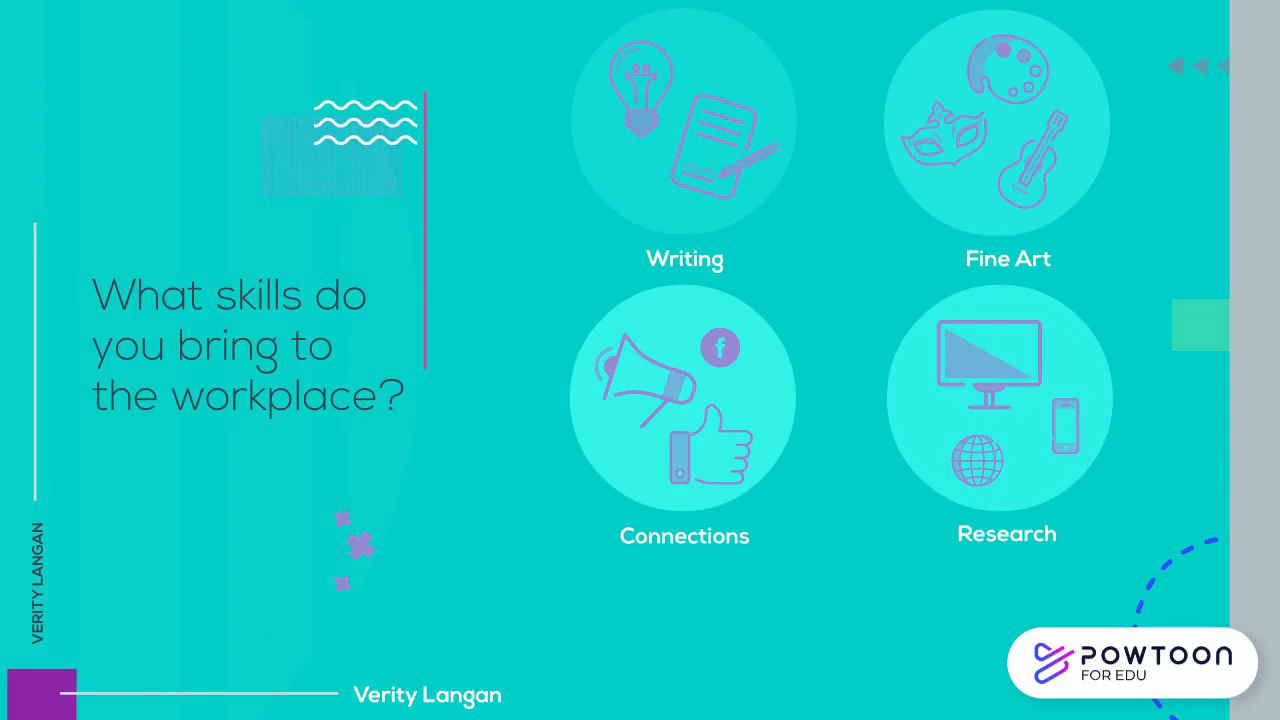 What skills do
you bring to
the workplace?
Writing
Fine Art
Connections
Research
VERITY LANGAN
Verity Langan
POWTOON
FOR EDU